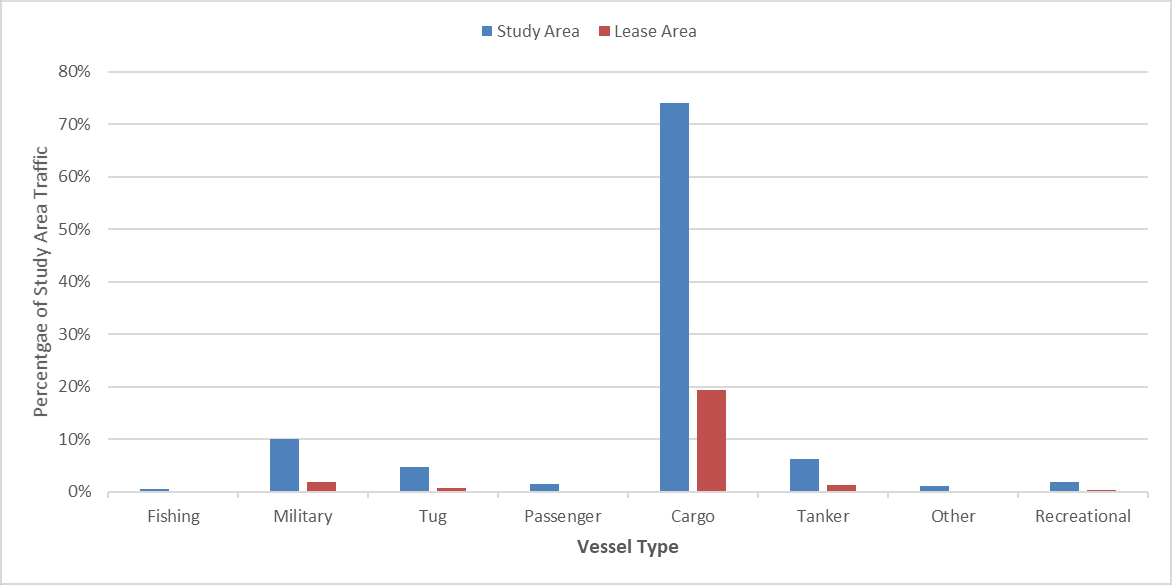 Study Area Lease Area
80%
70%
60%
50%
40%
30%
20%
10%
0%
Percentgae of Study Area Traffic
Fishing Military Tug Passenger Cargo Tanker Other Recreational
Vessel Type